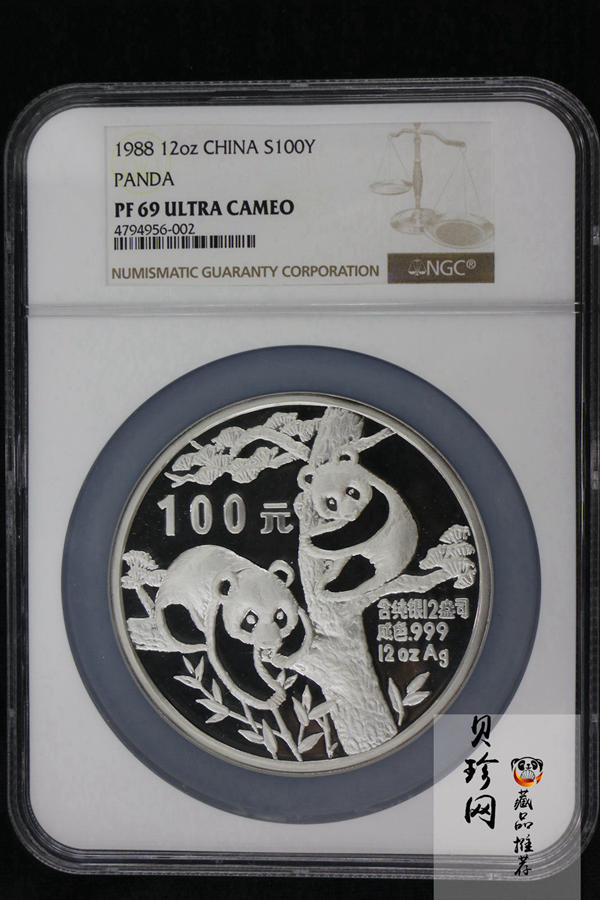 1988 12oz CHINA S100Y
PANDA
PF 69 ULTRA CAMEO
4794956-002
NUMISMATIC GUARANTY CORPORATION
NGC®
100元
含纯银12盎司
成色.999
12 oz Ag
贝珍网
藏品推荐